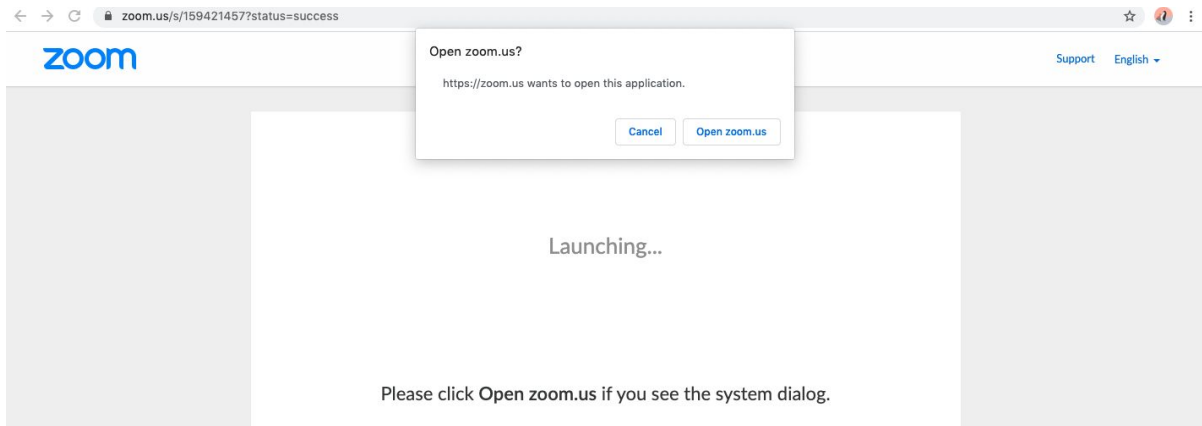 zoom.us/s/159421457?status=success
zoom
Support English
Open zoom.us?
https://zoom.us wants to open this application.
Cancel Open zoom.us
Launching...
Please click Open zoom.us if you see the system dialog.